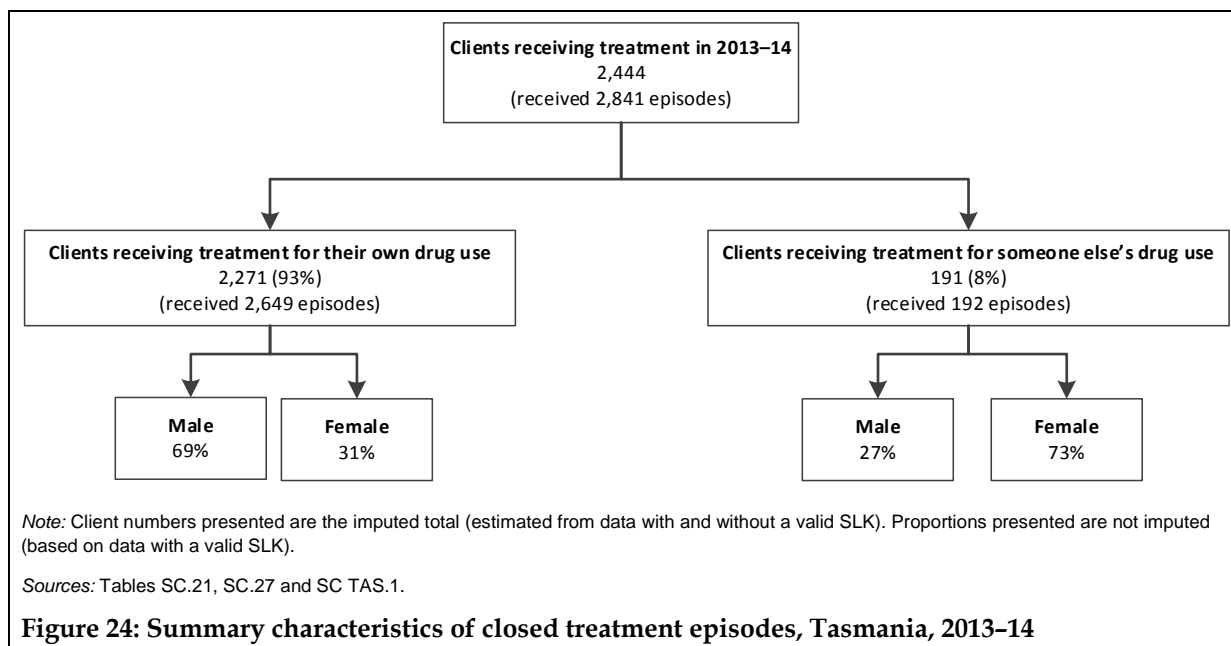 Clients receiving treatment in 2013–14
2,444
(received 2,841 episodes)
Clients receiving treatment for their own drug use
2,271 (93%)
(received 2,649 episodes)
Clients receiving treatment for someone else's drug use
191 (8%)
(received 192 episodes)
Male
69%
Female
31%
Male
27%
Female
73%
Note: Client numbers presented are the imputed total (estimated from data with and without a valid SLK). Proportions presented are not imputed
(based on data with a valid SLK).
Sources: Tables SC.21, SC.27 and SC TAS.1.
Figure 24: Summary characteristics of closed treatment episodes, Tasmania, 2013–14